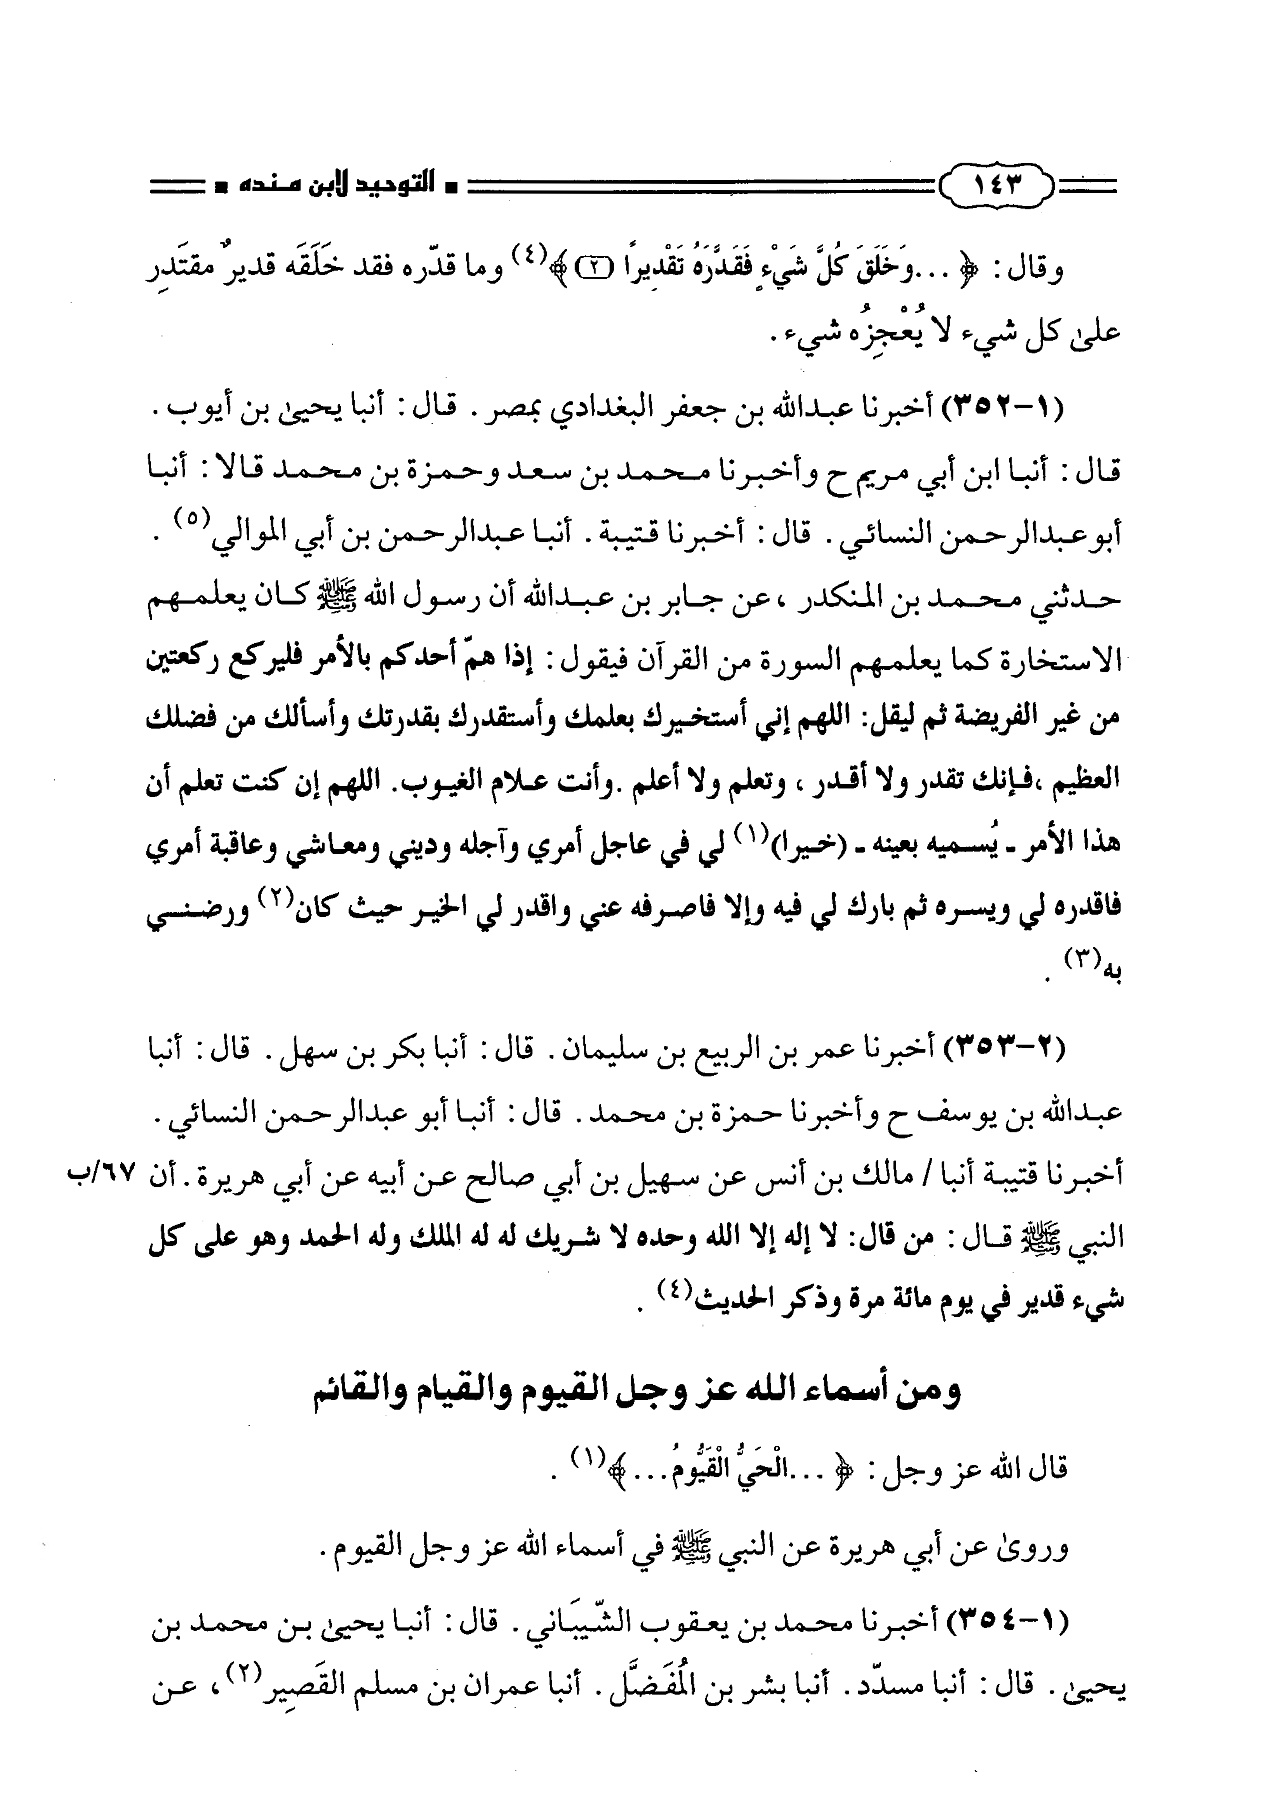 ١٤٣ ■ التوحيد لابن منده ■
وقال: ﴿ ...وَخَلَقَ كُلَّ شَيْءٍ فَقَدَّرَهُ تَقْدِيراً (٢) ﴾(٤) وما قدّره فقد خَلَقَه قديرٌ مقتَدِر
علىٰ كل شيء لا يُعْجِزُه شيء.
(١-٣٥٢) أخبرنا عبدالله بن جعفر البغدادي بمصر. قال: أنبا يحيىٰ بن أيوب.
قال: أنبا ابن أبي مريم ح وأخبرنا محمد بن سعد وحمزة بن محمد قالا: أنبا
أبو عبدالرحمن النسائي. قال: أخبرنا قتيبة. أنبا عبدالرحمن بن أبي الموالي(٥).
حدثني محمد بن المنكدر، عن جابر بن عبدالله أن رسول الله ﷺ كان يعلمهم
الاستخارة كما يعلمهم السورة من القرآن فيقول: إذا همّ أحدكم بالأمر فليركع ركعتين
من غير الفريضة ثم ليقل: اللهم إني أستخيرك بعلمك وأستقدرك بقدرتك وأسألك من فضلك
العظيم، فإنك تقدر ولا أقدر، وتعلم ولا أعلم. وأنت علام الغيوب. اللهم إن كنت تعلم أن
هذا الأمر ـ يُسميه بعينه ـ (خيرا)(١) لي في عاجل أمري وآجله وديني ومعاشي وعاقبة أمري
فاقدره لي ويسره ثم بارك لي فيه وإلا فاصرفه عني واقدر لي الخير حيث كان(٢) ورضني
به(٣).
(٢-٣٥٣) أخبرنا عمر بن الربيع بن سليمان. قال: أنبا بكر بن سهل. قال: أنبا
عبدالله بن يوسف ح وأخبرنا حمزة بن محمد. قال: أنبا أبو عبدالرحمن النسائي.
أخبرنا قتيبة أنبا / مالك بن أنس عن سهيل بن أبي صالح عن أبيه عن أبي هريرة. أن ٦٧/ب
النبي ﷺ قال: من قال: لا إله إلا الله وحده لا شريك له له الملك وله الحمد وهو على كل
شيء قدير في يوم مائة مرة وذكر الحديث(٤).
ومن أسماء الله عز وجل القيوم والقيام والقائم
قال الله عز وجل: ﴿ ...الْحَيُّ الْقَيُّومُ... ﴾(١).
وروىٰ عن أبي هريرة عن النبي ﷺ في أسماء الله عز وجل القيوم.
(١-٣٥٤) أخبرنا محمد بن يعقوب الشّيبَاني. قال: أنبا يحيىٰ بن محمد بن
يحيىٰ. قال: أنبا مسدّد. أنبا بشر بن المُفَضَّل. أنبا عمران بن مسلم القَصِير(٢)، عن